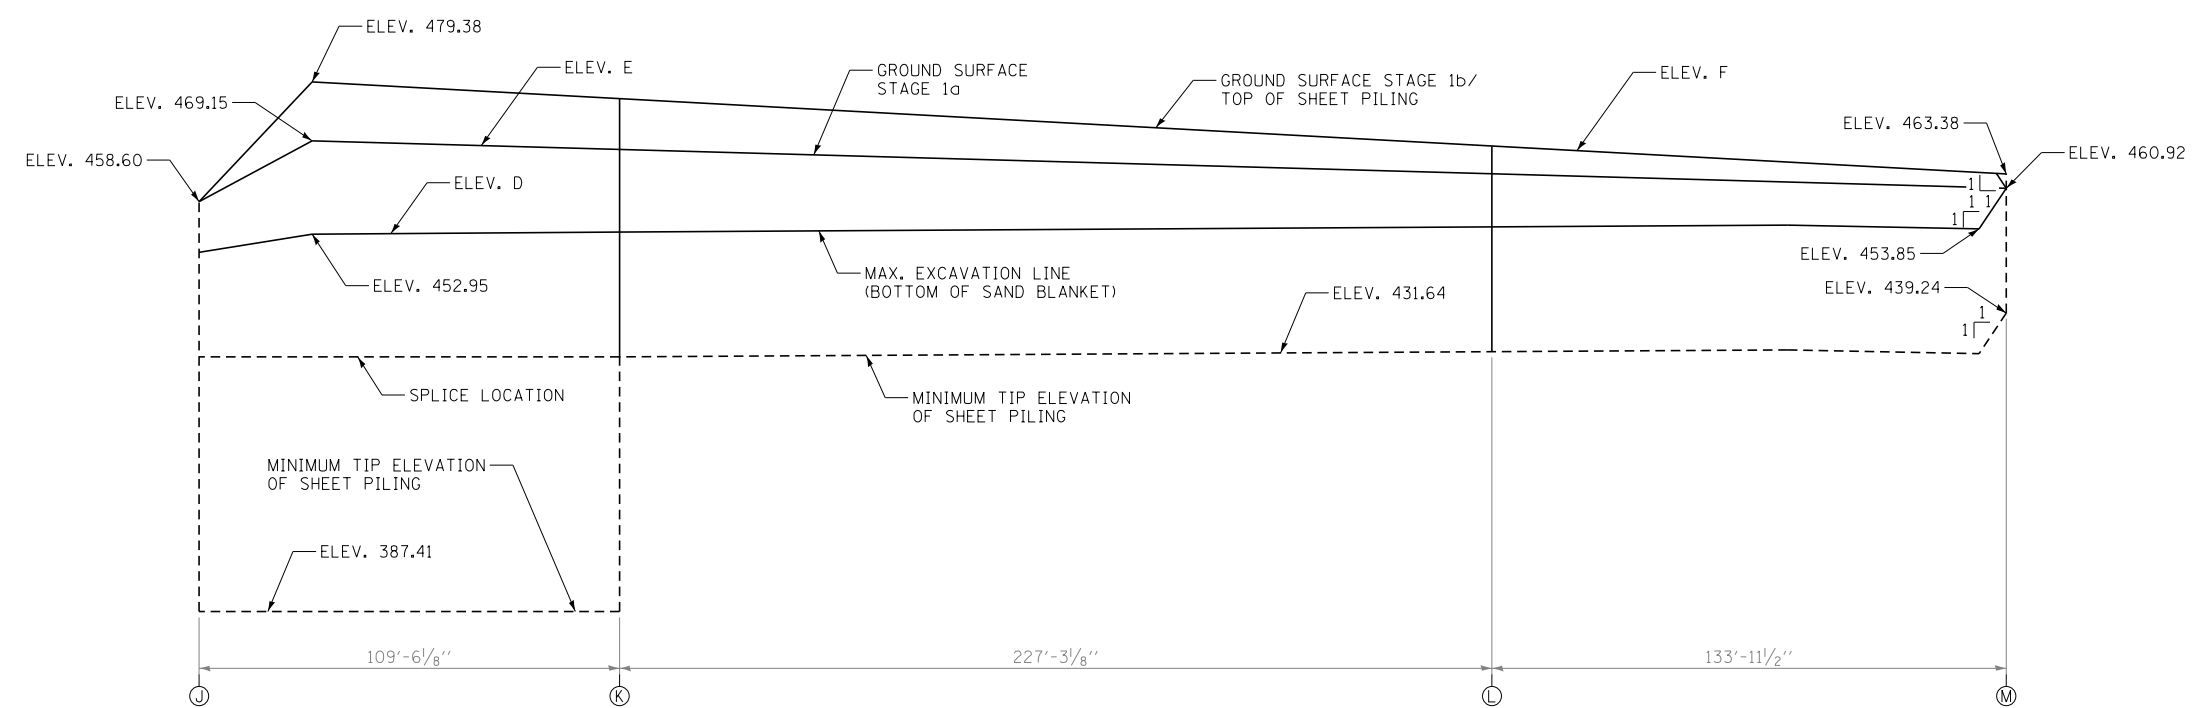 ELEV. 479.38
ELEV. E
GROUND SURFACE
STAGE 1a
GROUND SURFACE STAGE 1b/
TOP OF SHEET PILING
ELEV. F
ELEV. 469.15
ELEV. 463.38
ELEV. 458.60
ELEV. 460.92
ELEV. D
1
1
1
1
ELEV. 453.85
MAX. EXCAVATION LINE
(BOTTOM OF SAND BLANKET)
ELEV. 452.95
ELEV. 431.64
ELEV. 439.24
1
1
SPLICE LOCATION
MINIMUM TIP ELEVATION
OF SHEET PILING
MINIMUM TIP ELEVATION
OF SHEET PILING
ELEV. 387.41
109'-6 1/8''
227'-3 1/8''
133'-11 1/2''
J
K
L
M